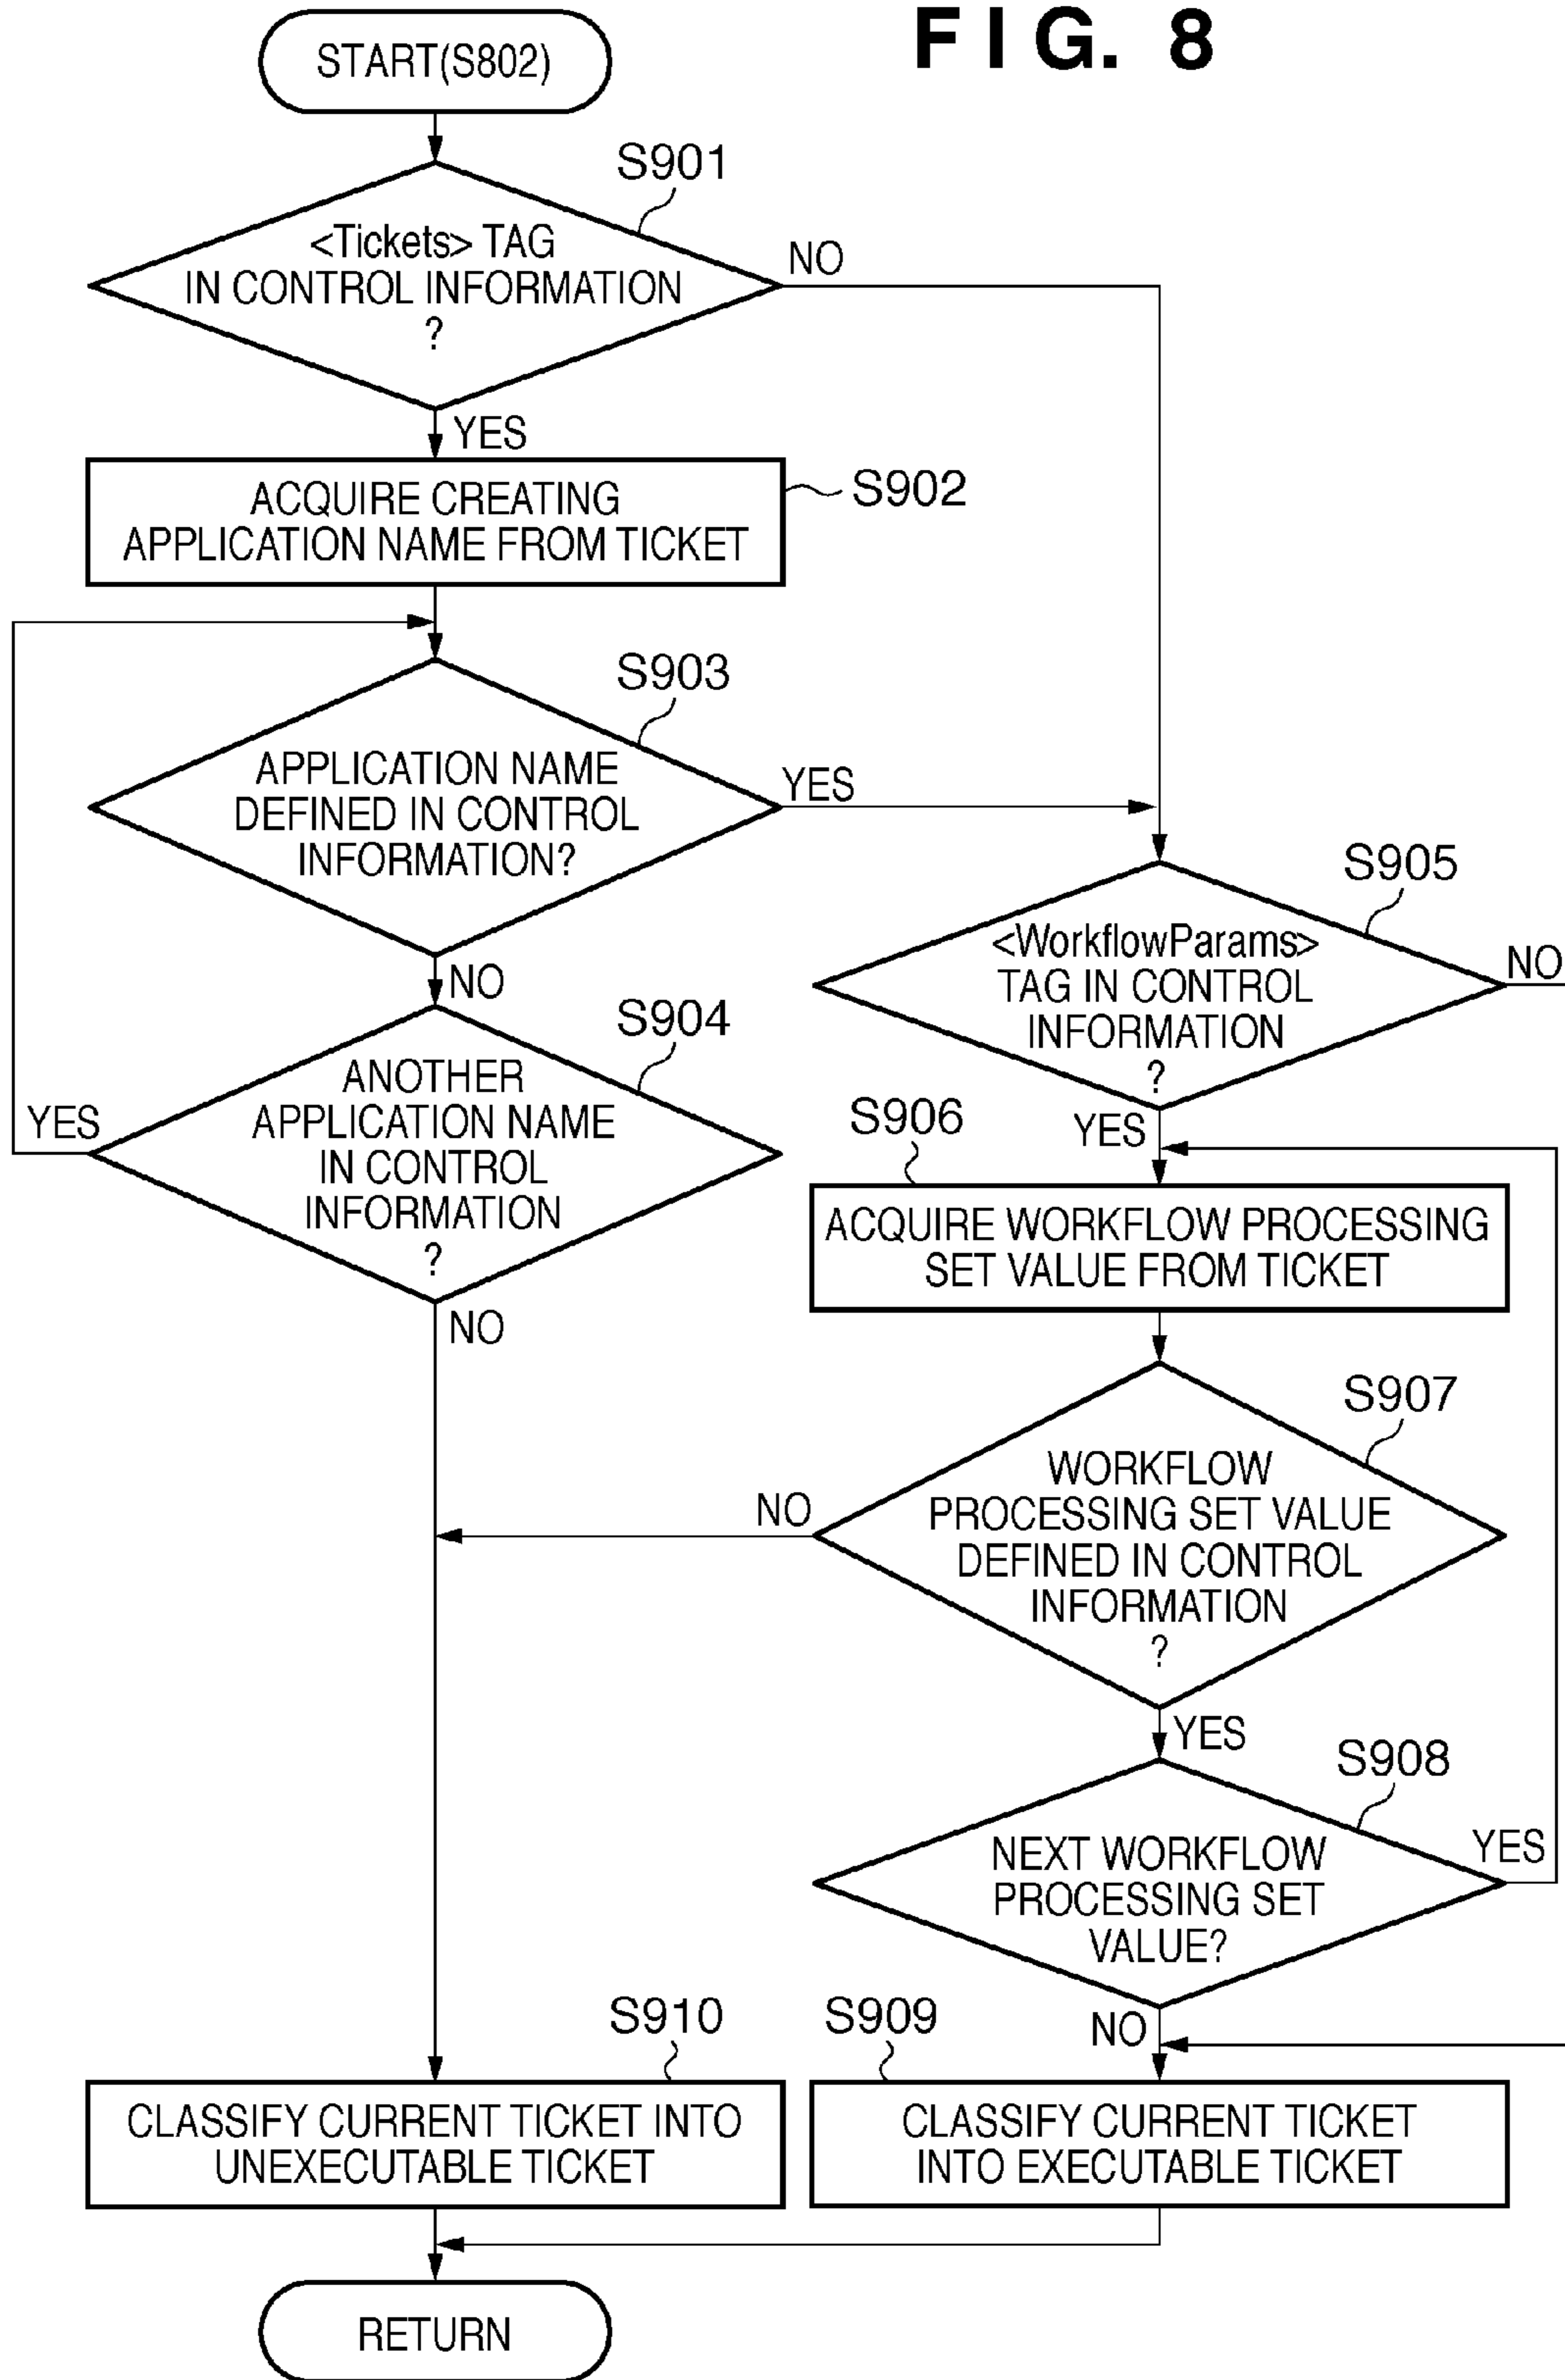 FIG. 8
START(S802)
S901
<Tickets> TAG
IN CONTROL INFORMATION
?
NO
YES
ACQUIRE CREATING
APPLICATION NAME FROM TICKET
S902
S903
APPLICATION NAME
DEFINED IN CONTROL
INFORMATION?
YES
NO
S904
ANOTHER
APPLICATION NAME
IN CONTROL
INFORMATION
?
YES
NO
S905
<WorkflowParams>
TAG IN CONTROL
INFORMATION
?
NO
YES
S906
ACQUIRE WORKFLOW PROCESSING
SET VALUE FROM TICKET
S907
WORKFLOW
PROCESSING SET VALUE
DEFINED IN CONTROL
INFORMATION
?
NO
YES
S908
NEXT WORKFLOW
PROCESSING SET
VALUE?
YES
NO
S910
CLASSIFY CURRENT TICKET INTO
UNEXECUTABLE TICKET
S909
CLASSIFY CURRENT TICKET
INTO EXECUTABLE TICKET
RETURN